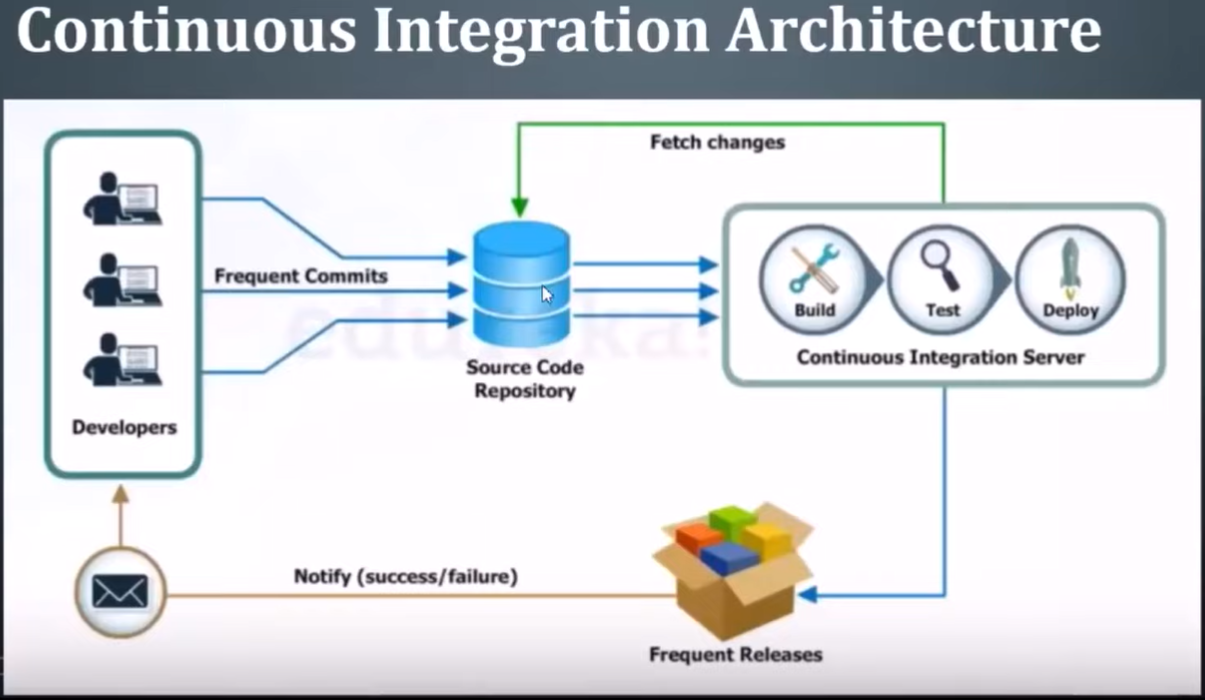 Continuous Integration Architecture
Fetch changes
Frequent Commits
Build
Test
Deploy
Continuous Integration Server
Source Code
Repository
edureka!
Developers
Notify (success/failure)
Frequent Releases